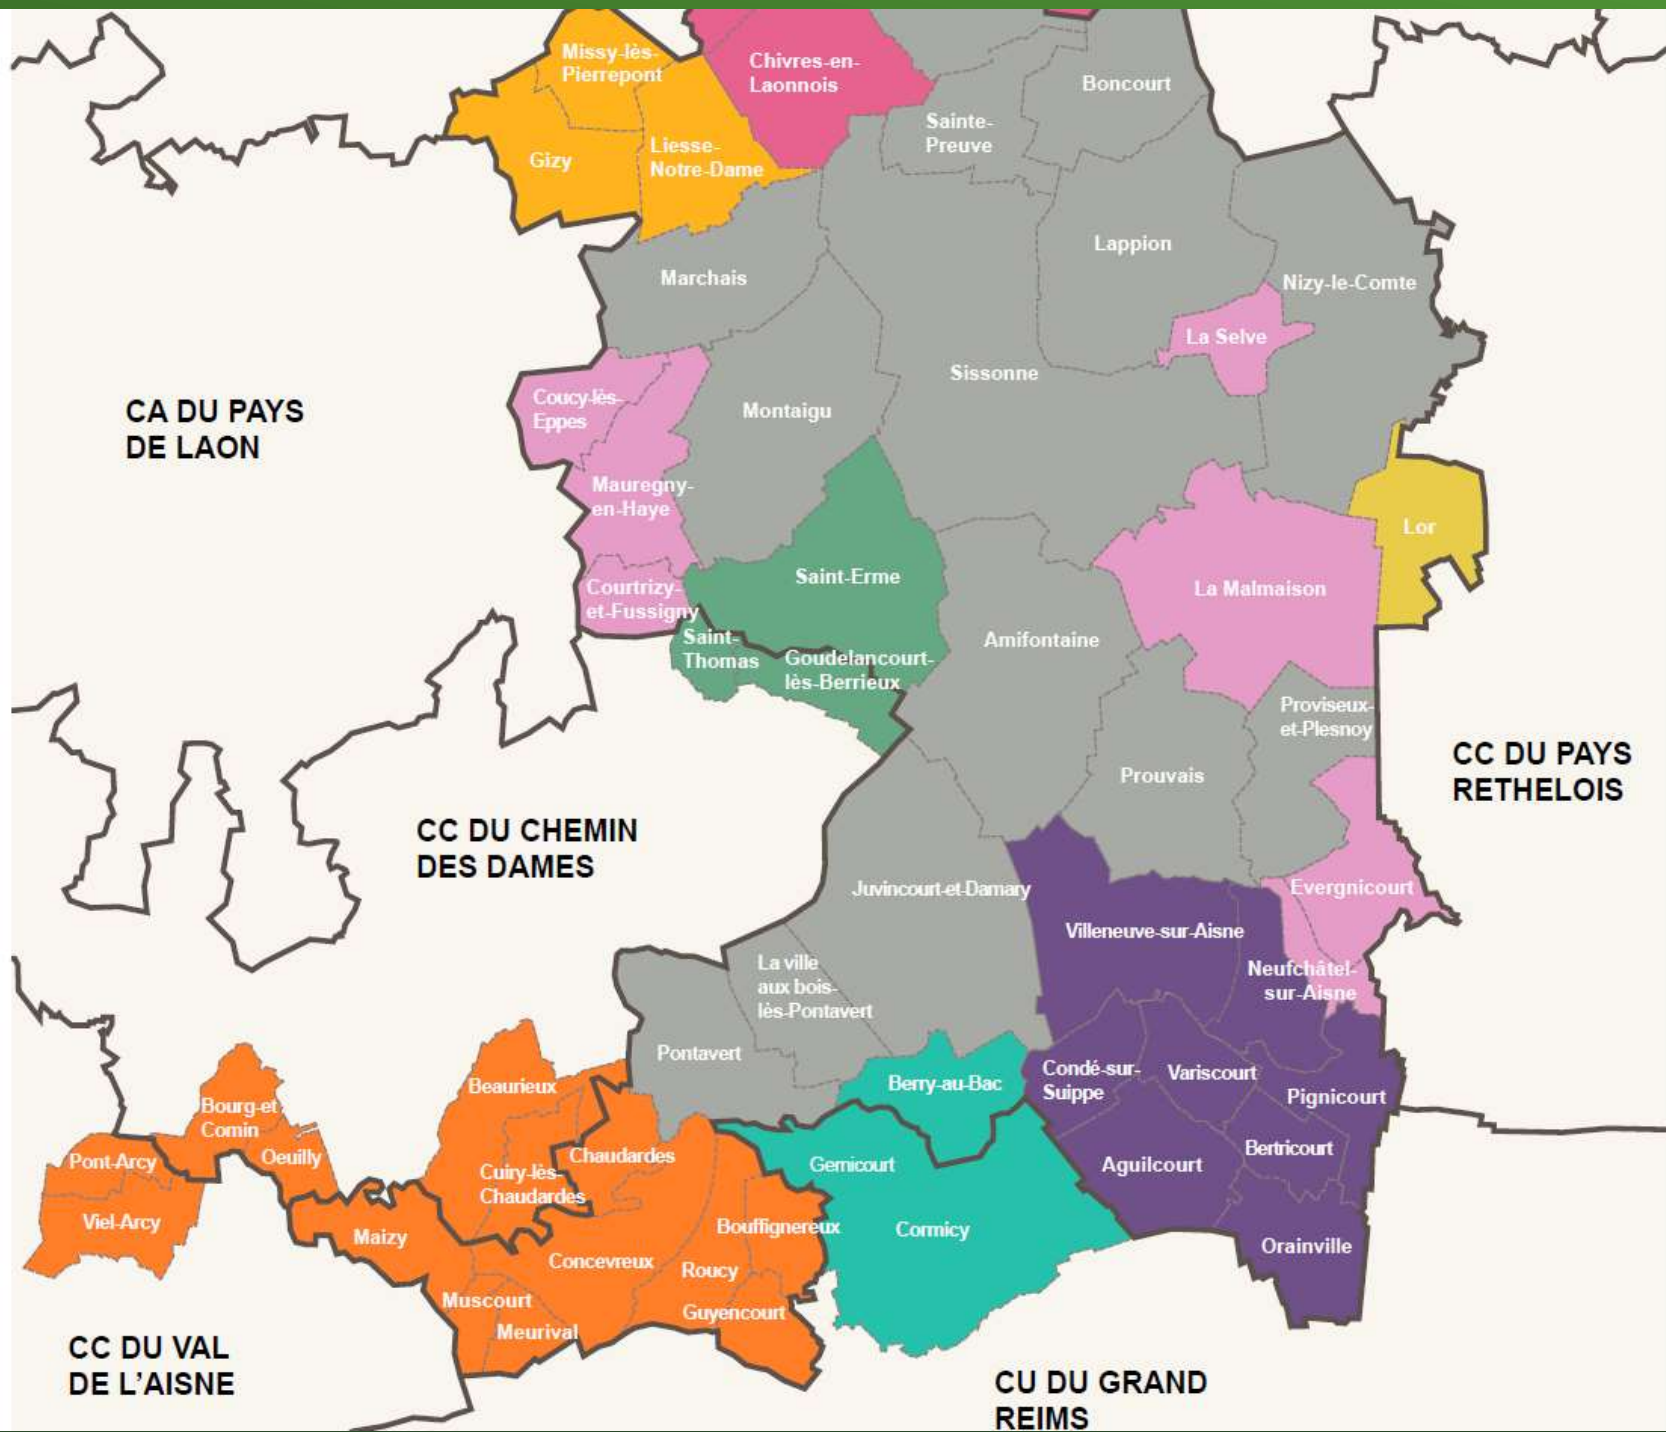 Missy-lès-
Pierrepont
Chivres-en-
Laonnois
Boncourt
Sainte-
Preuve
Gizy
Liesse-
Notre-Dame
Lappion
Marchais
Nizy-le-Comte
La Selve
Sissonne
Coucy-lès-
Eppes
Montaigu
CA DU PAYS
DE LAON
Mauregny-
en-Haye
Lor
Saint-Erme
La Malmaison
Courtrizy-
et-Fussigny
Saint-
Thomas
Goudelancourt-
lès-Berrieux
Amifontaine
Proviseux-
et-Plesnoy
Prouvais
CC DU PAYS
RETHELOIS
CC DU CHEMIN
DES DAMES
Juvincourt-et-Damary
Evergnicourt
Villeneuve-sur-Aisne
La ville
aux bois-
lès-Pontavert
Neufchâtel-
sur-Aisne
Pontavert
Beaurieux
Berry-au-Bac
Condé-sur-
Suippe
Variscourt
Pignicourt
Bourg-et
Comin
Pont-Arcy
Oeuilly
Cuiry-lès-
Chaudardes
Chaudardes
Gernicourt
Aguilcourt
Bertricourt
Viel-Arcy
Maizy
Bouffignereux
Cormicy
Orainville
Concevreux
Roucy
Muscourt
Guyencourt
Meurival
CC DU VAL
DE L'AISNE
CU DU GRAND
REIMS